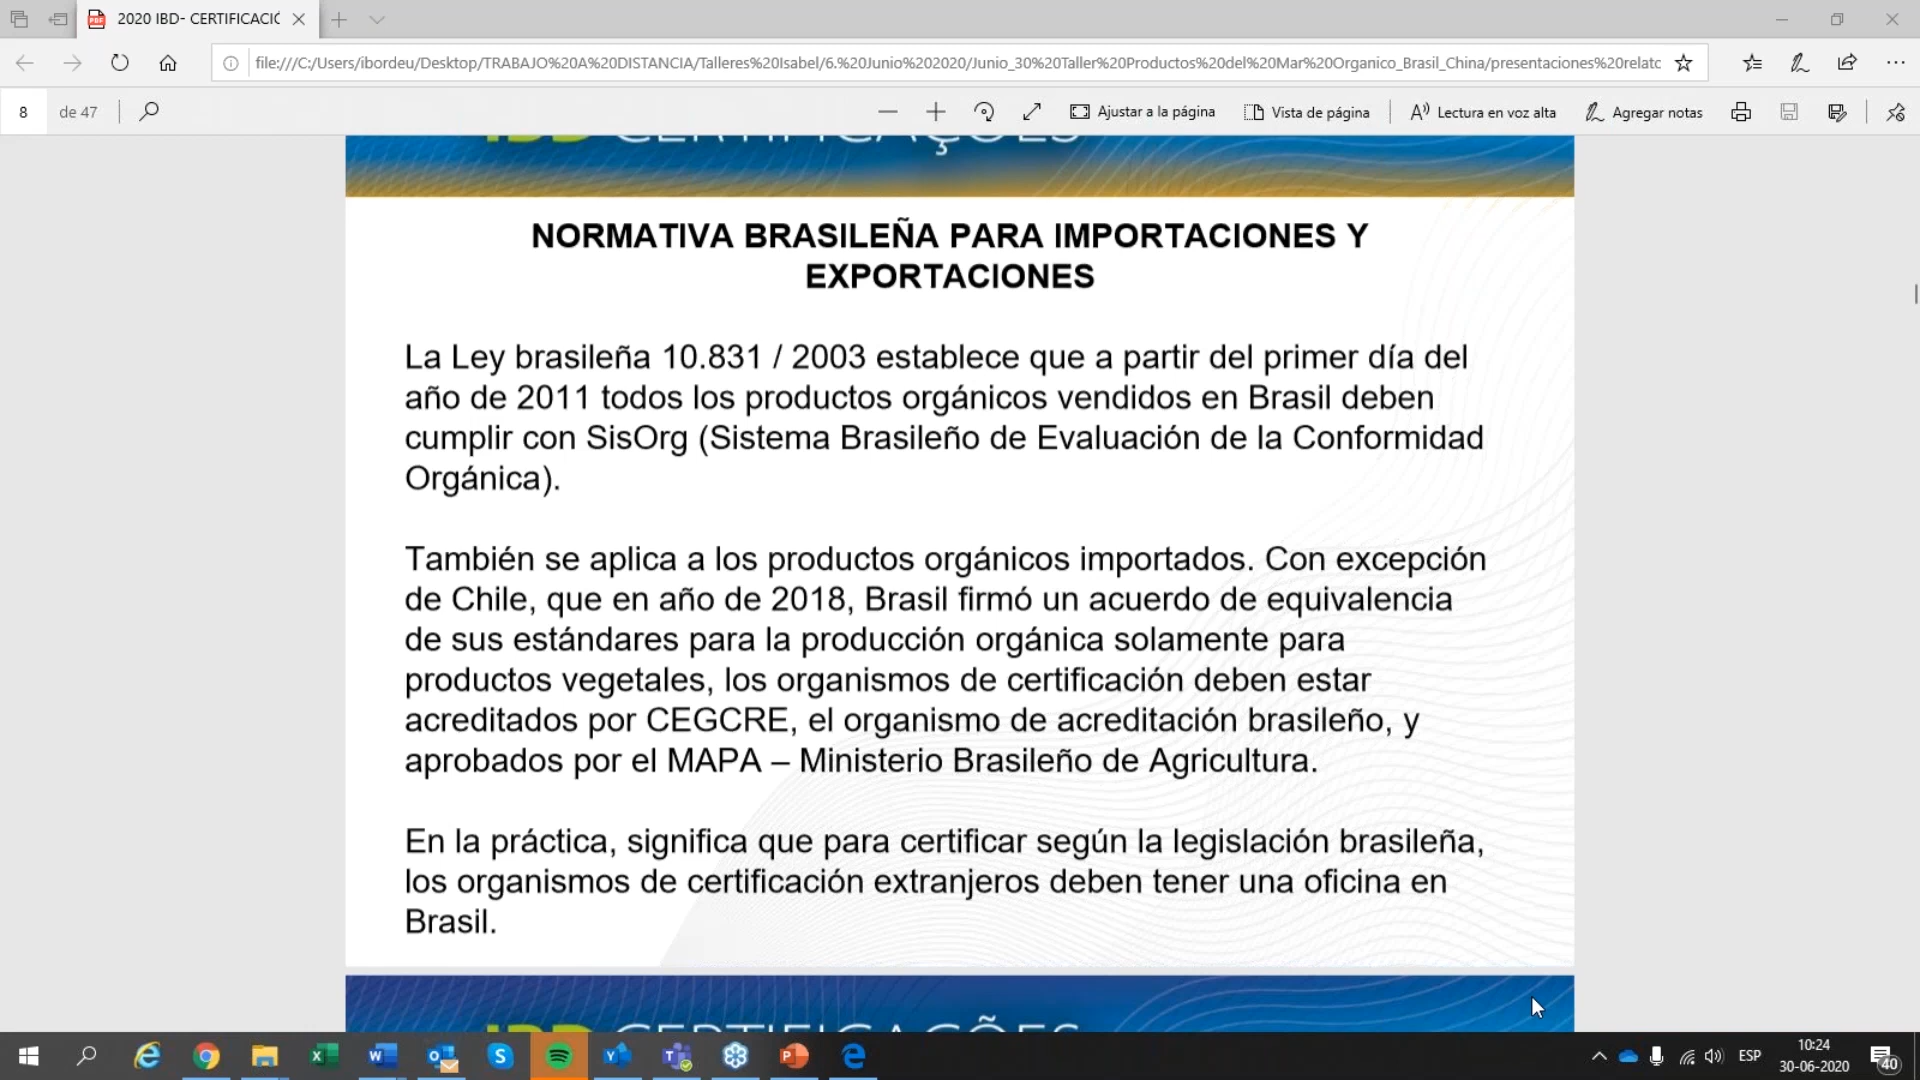 2020 IBD- CERTIFICACIÓ
file:///C:/Users/ibordeu/Desktop/TRABAJO%20A%20DISTANCIA/Talleres%20Isabel/6.%20Junio%202020/Junio_30%20Taller%20Productos%20del%20Mar%20Organico_Brasil_China/presentaciones%20relatc
8 de 47 Ajustar a la página Vista de página Lectura en voz alta Agregar notas
IBD CERTIFICAÇÕES
NORMATIVA BRASILEÑA PARA IMPORTACIONES Y
EXPORTACIONES
La Ley brasileña 10.831 / 2003 establece que a partir del primer día del
año de 2011 todos los productos orgánicos vendidos en Brasil deben
cumplir con SisOrg (Sistema Brasileño de Evaluación de la Conformidad
Orgánica).
También se aplica a los productos orgánicos importados. Con excepción
de Chile, que en año de 2018, Brasil firmó un acuerdo de equivalencia
de sus estándares para la producción orgánica solamente para
productos vegetales, los organismos de certificación deben estar
acreditados por CEGCRE, el organismo de acreditación brasileño, y
aprobados por el MAPA – Ministerio Brasileño de Agricultura.
En la práctica, significa que para certificar según la legislación brasileña,
los organismos de certificación extranjeros deben tener una oficina en
Brasil.
IBD CERTIFICAÇÕES
ESP
10:24
30-06-2020
40